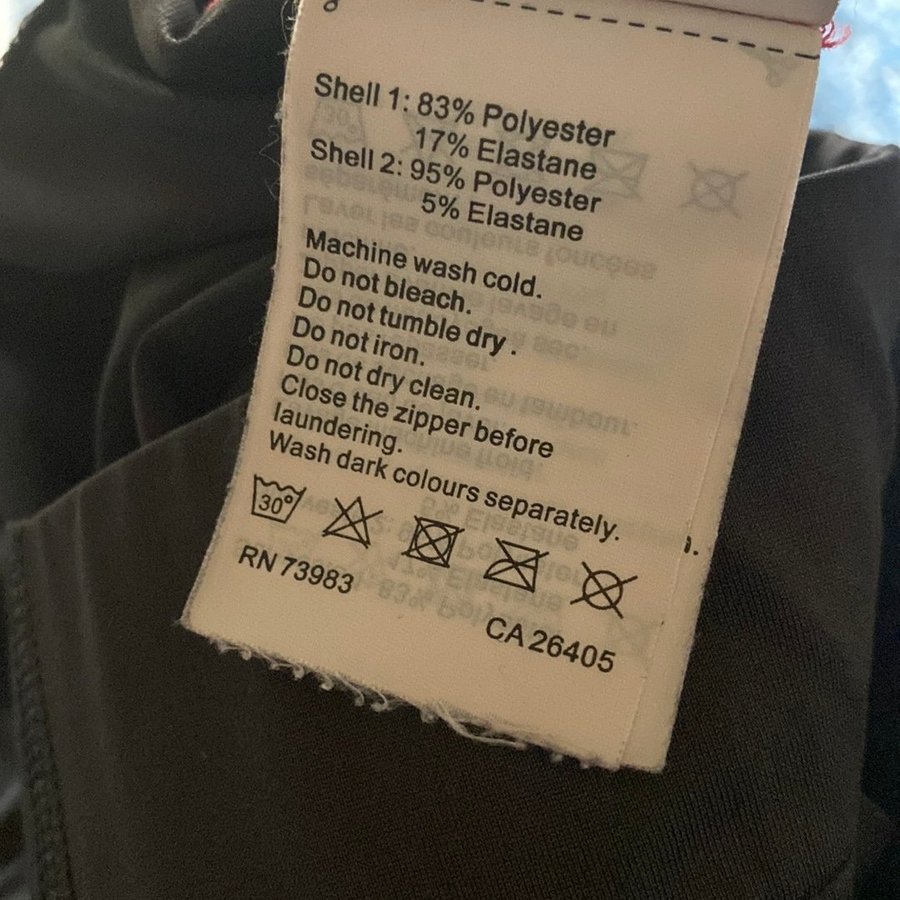 Shell 1: 83% Polyester
17% Elastane
Shell 2: 95% Polyester
5% Elastane
Machine wash cold.
Do not bleach.
Do not tumble dry .
Do not iron.
Do not dry clean.
Close the zipper before
laundering.
Wash dark colours separately.
30°
RN 73983
CA 26405